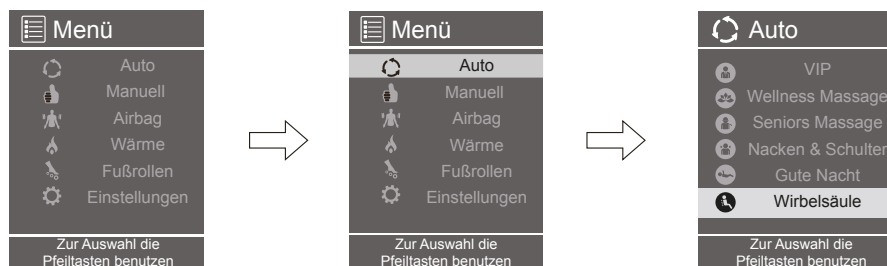 Menü
Auto
Manuell
Airbag
Wärme
Fußrollen
Einstellungen
Zur Auswahl die
Pfeiltasten benutzen
Menü
Auto
Manuell
Airbag
Wärme
Fußrollen
Einstellungen
Zur Auswahl die
Pfeiltasten benutzen
Auto
VIP
Wellness Massage
Seniors Massage
Nacken & Schulter
Gute Nacht
Wirbelsäule
Zur Auswahl die
Pfeiltasten benutzen